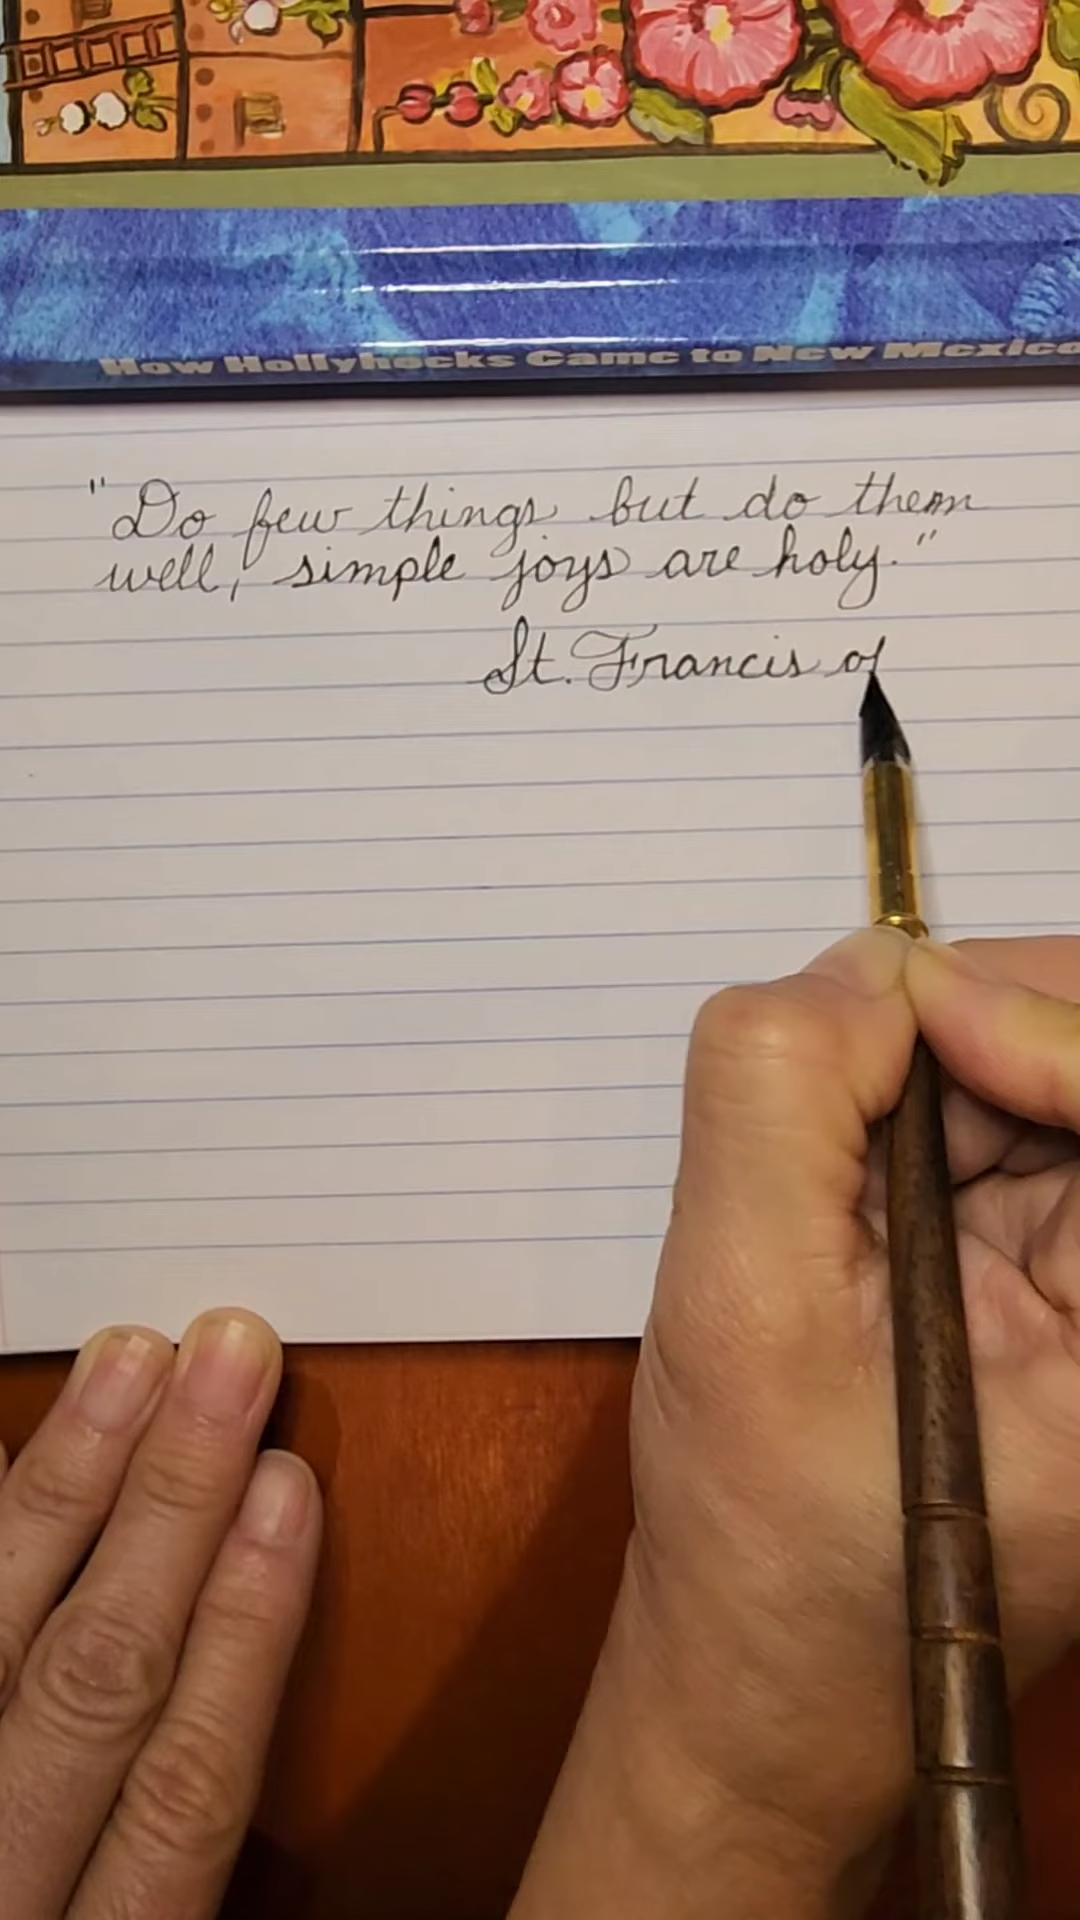 How Hollyhocks Came to New Mexico
"Do few things but do them
well, simple joys are holy."
St. Francis of